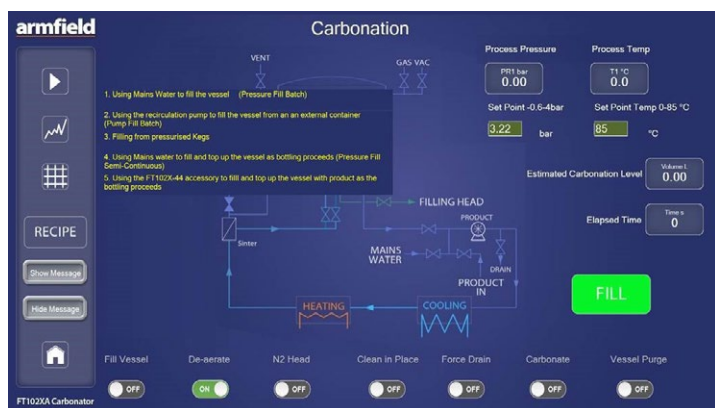 armfield
Carbonation
VENT
GAS VAC
Process Pressure
Process Temp
PR1 bar
0.00
T1 °C
0.0
1. Using Mains Water to fill the vessel (Pressure Fill Batch)
2. Using the recirculation pump to fill the vessel from an an external container
(Pump Fill Batch)
3. Filling from pressurised Kegs
4. Using Mains water to fill and top up the vessel as bottling proceeds (Pressure Fill
Semi-Continuous)
5. Using the FT102X-44 accessory to fill and top up the vessel with product as the
bottling proceeds
Set Point -0.6-4bar
Set Point Temp 0-85 °C
3.22 bar
85 °C
Estimated Carbonation Level
Volume L
0.00
Elapsed Time
Time s
0
FILLING HEAD
PRODUCT
Sinter
MAINS
WATER
DRAIN
PRODUCT
IN
HEATING
COOLING
FILL
RECIPE
Show Message
Hide Message
Fill Vessel
De-aerate
N2 Head
Clean in Place
Force Drain
Carbonate
Vessel Purge
OFF
ON
OFF
OFF
OFF
OFF
OFF
FT102XA Carbonator